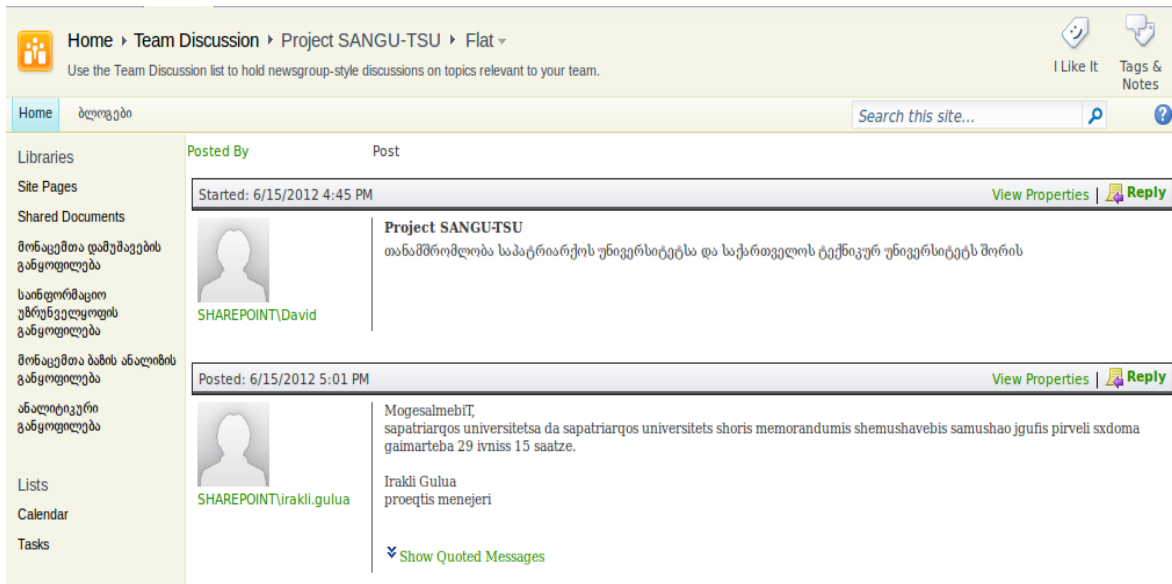 Home ▸ Team Discussion ▸ Project SANGU-TSU ▸ Flat
Use the Team Discussion list to hold newsgroup-style discussions on topics relevant to your team.
I Like It
Tags &
Notes
Home
ბლოგები
Search this site...
Libraries
Site Pages
Shared Documents
მონაცემთა დამუშავების
განყოფილება
საინფორმაციო
უზრუნველყოფის
განყოფილება
მონაცემთა ბაზის ანალიზის
განყოფილება
ანალიტიკური
განყოფილება
Lists
Calendar
Tasks
Posted By
Post
Started: 6/15/2012 4:45 PM
View Properties | Reply
SHAREPOINT\David
Project SANGU-TSU
თანამშრომლობა საპატრიარქოს უნივერსიტეტსა და საქართველოს ტექნიკურ უნივერსიტეტს შორის
Posted: 6/15/2012 5:01 PM
View Properties | Reply
SHAREPOINT\irakli.gulua
MogesalmebiT,
sapatriarqos universitetsa da sapatriarqos universitets shoris memorandumis shemushavebis samushao jgufis pirveli sxdoma
gaimarteba 29 ivniss 15 saatze.
Irakli Gulua
proeqtis menejeri
Show Quoted Messages